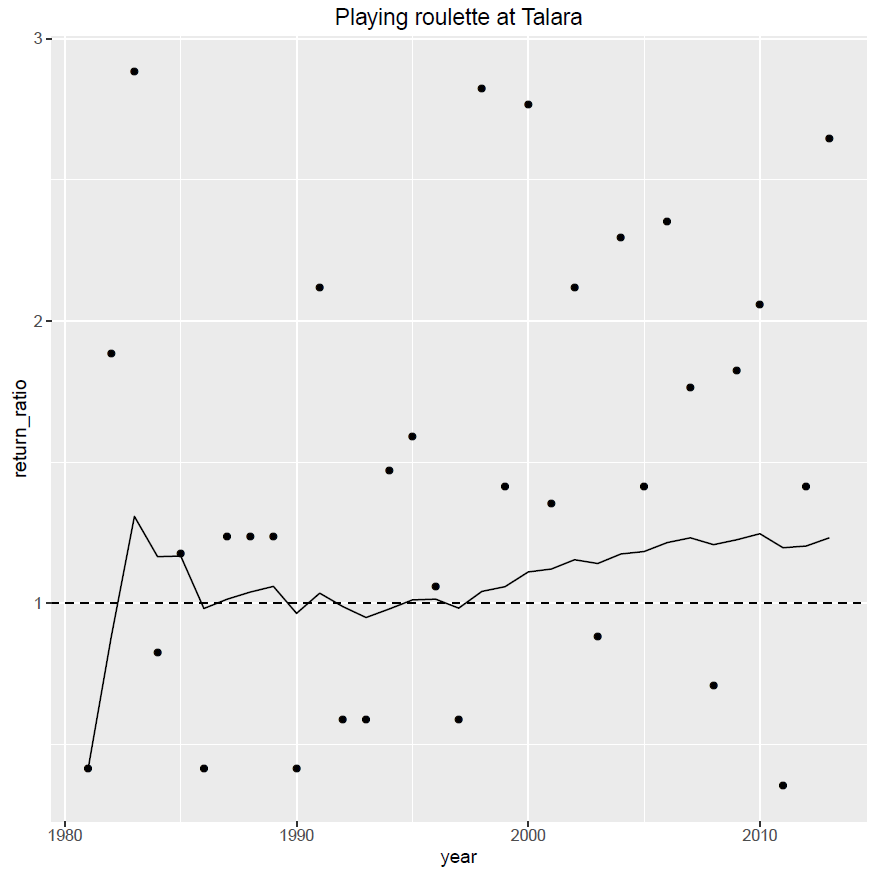 Playing roulette at Talara
3
2
1
return_ratio
1980 1990 2000 2010
year